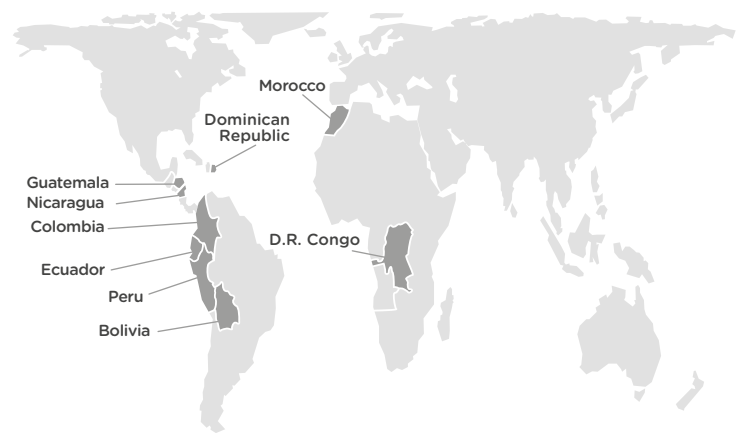 Morocco
Dominican
Republic
Guatemala
Nicaragua
Colombia
D.R. Congo
Ecuador
Peru
Bolivia